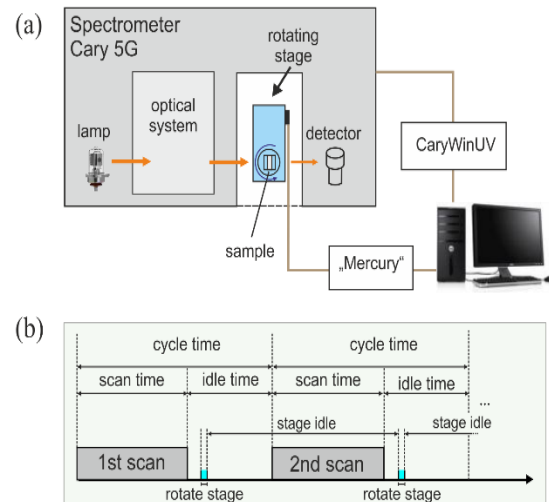 (a)
Spectrometer
Cary 5G
rotating
stage
optical
system
lamp
detector
CaryWinUV
sample
„Mercury“
(b)
cycle time
cycle time
scan time
idle time
scan time
idle time
...
stage idle
stage idle
1st scan
2nd scan
rotate stage
rotate stage